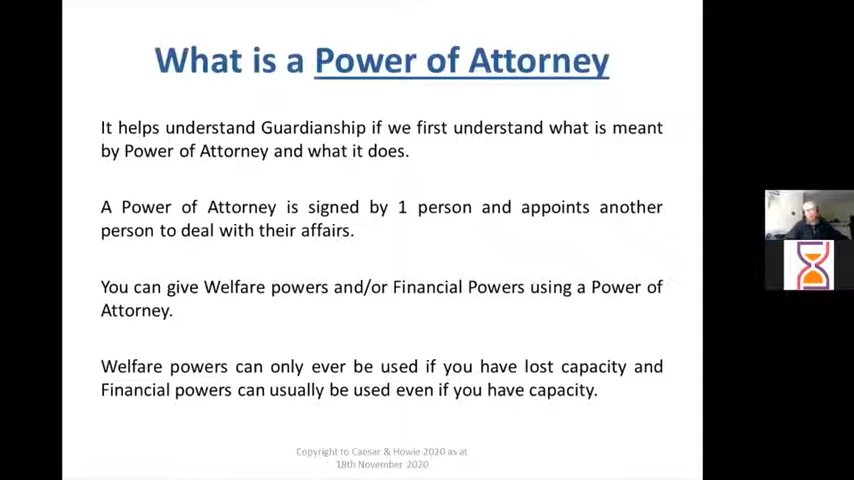 What is a Power of Attorney
It helps understand Guardianship if we first understand what is meant
by Power of Attorney and what it does.
A Power of Attorney is signed by 1 person and appoints another
person to deal with their affairs.
You can give Welfare powers and/or Financial Powers using a Power of
Attorney.
Welfare powers can only ever be used if you have lost capacity and
Financial powers can usually be used even if you have capacity.
Copyright to Caesar & Howie 2020 as at
18th November 2020